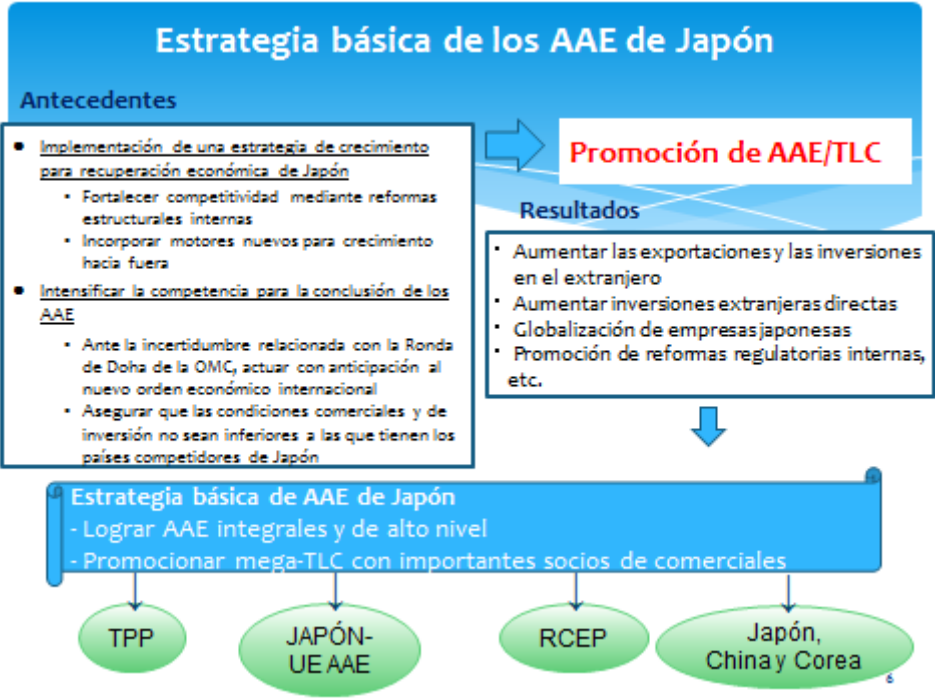 Estrategia básica de los AAE de Japón
Antecedentes
• Implementación de una estrategia de crecimiento
para recuperación económica de Japón
▪ Fortalecer competitividad mediante reformas
estructurales internas
▪ Incorporar motores nuevos para crecimiento
hacia fuera
• Intensificar la competencia para la conclusión de los
AAE
▪ Ante la incertidumbre relacionada con la Ronda
de Doha de la OMC, actuar con anticipación al
nuevo orden económico internacional
▪ Asegurar que las condiciones comerciales y de
inversión no sean inferiores a las que tienen los
países competidores de Japón
Promoción de AAE/TLC
Resultados
· Aumentar las exportaciones y las inversiones
en el extranjero
· Aumentar inversiones extranjeras directas
· Globalización de empresas japonesas
· Promoción de reformas regulatorias internas,
etc.
Estrategia básica de AAE de Japón
- Lograr AAE integrales y de alto nivel
- Promocionar mega-TLC con importantes socios de comerciales
TPP
JAPÓN-
UE AAE
RCEP
Japón,
China y Corea
6